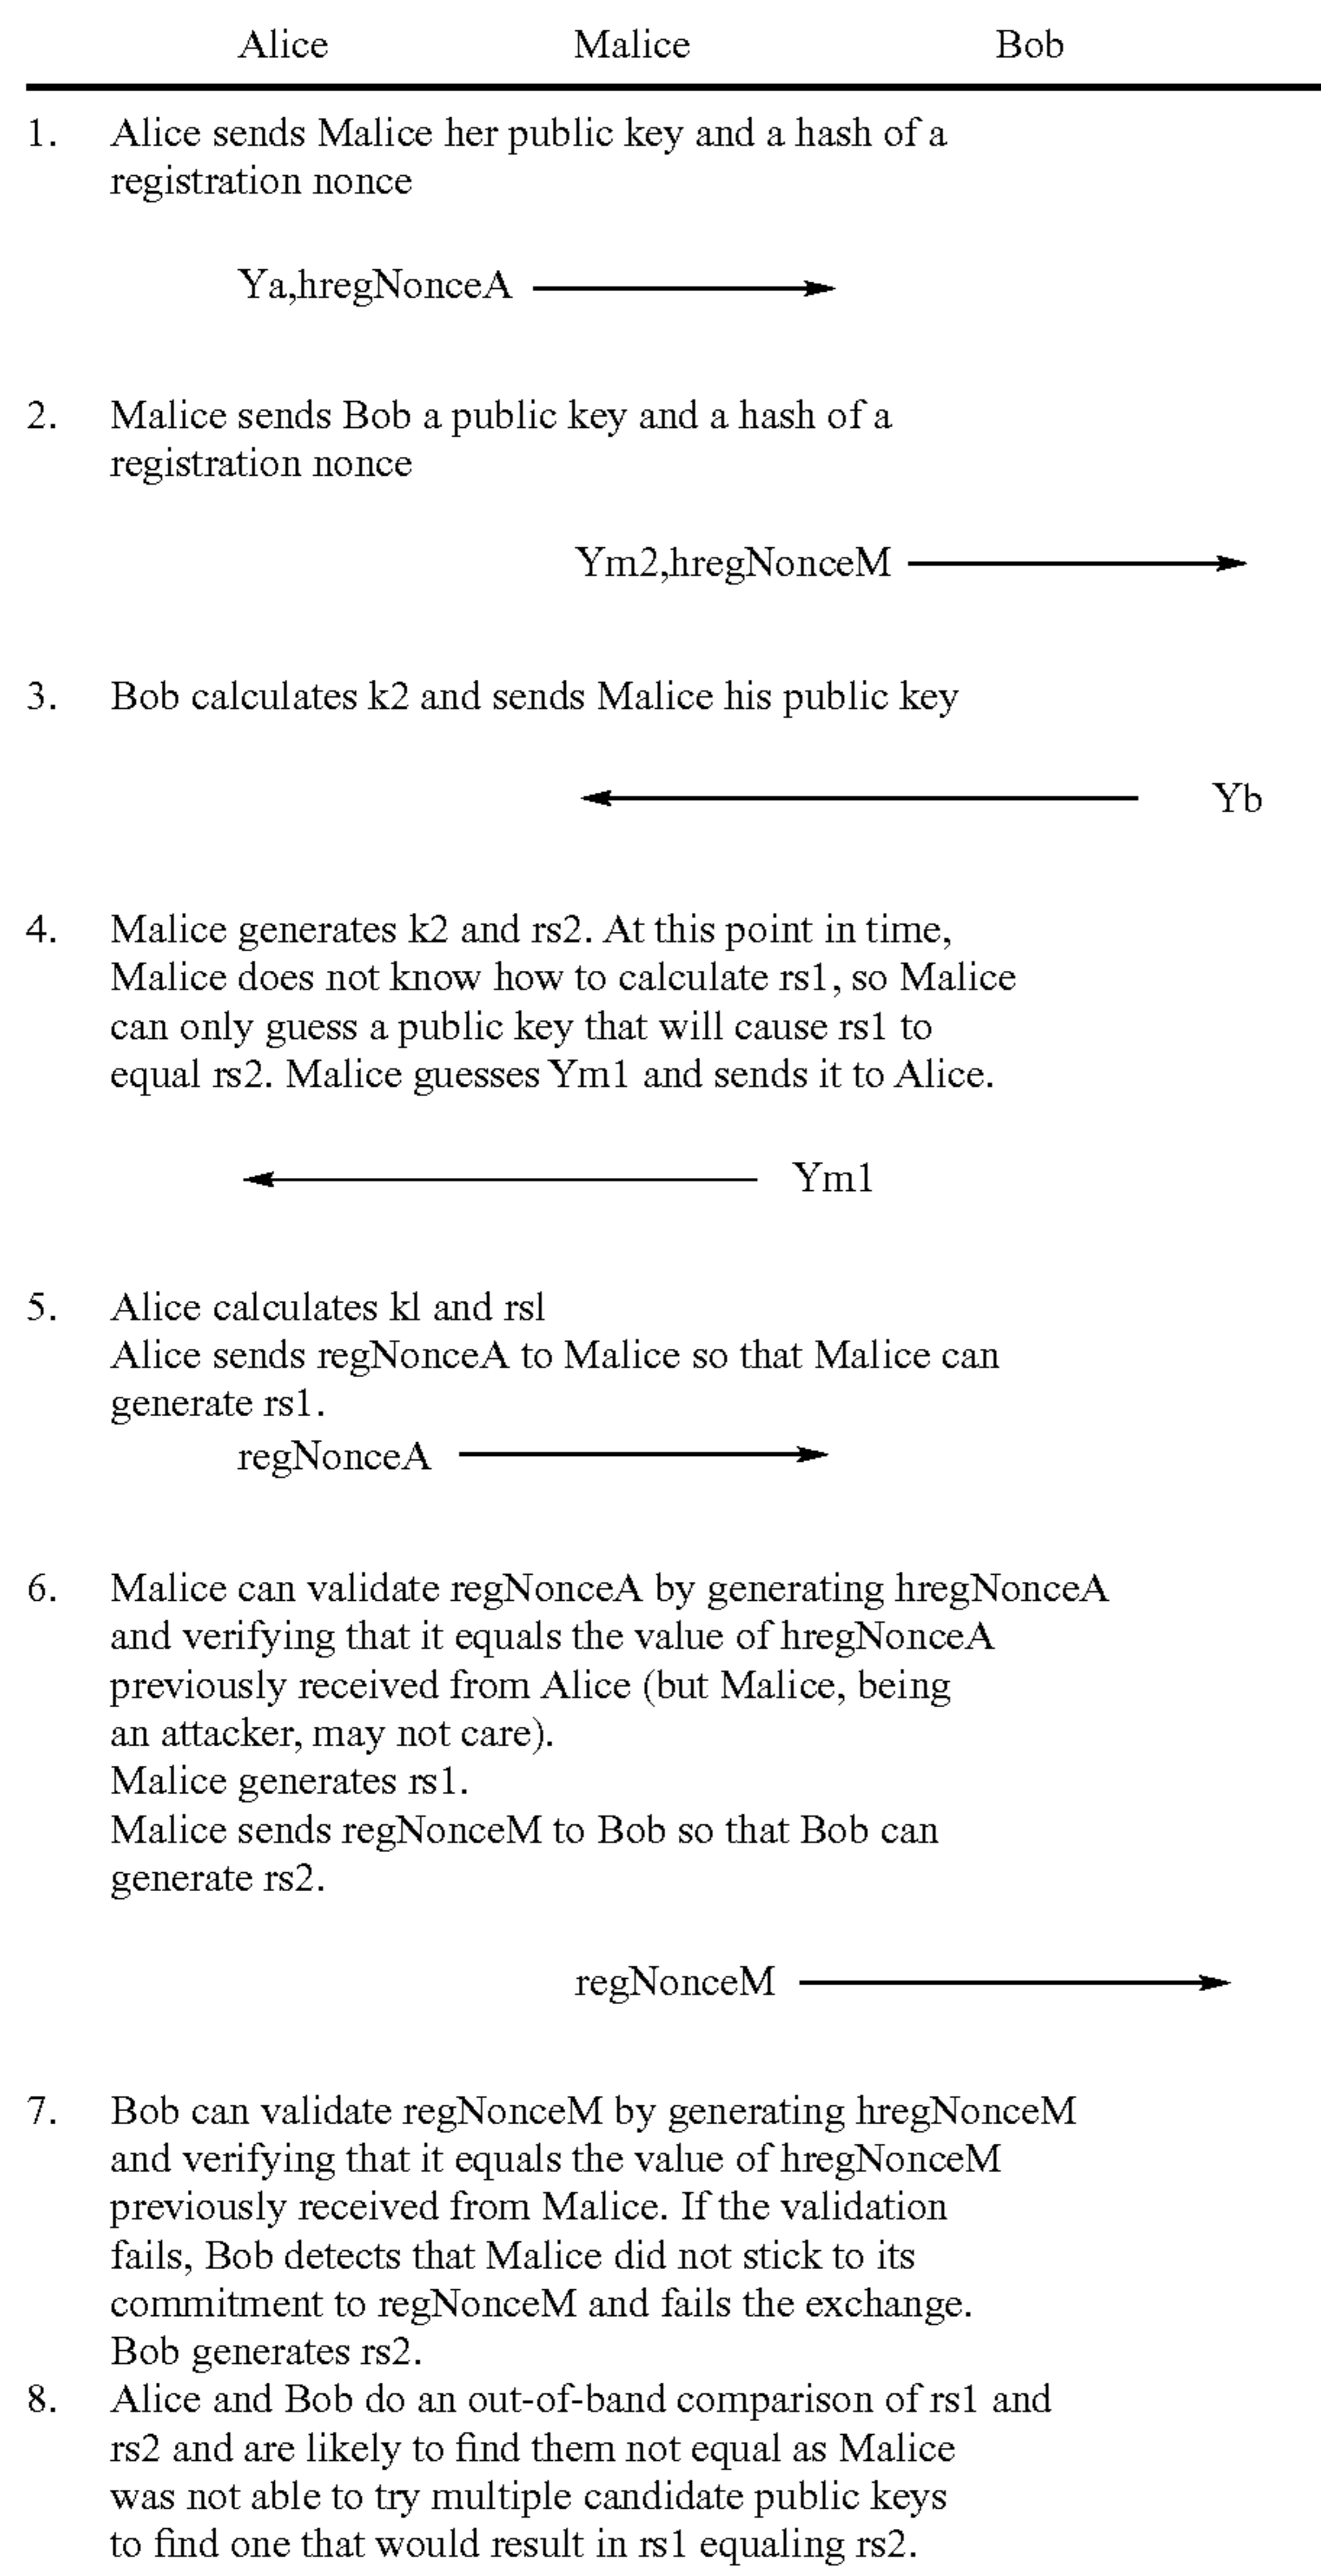 Alice Malice Bob
1. Alice sends Malice her public key and a hash of a
registration nonce
Ya,hregNonceA
2. Malice sends Bob a public key and a hash of a
registration nonce
Ym2,hregNonceM
3. Bob calculates k2 and sends Malice his public key
Yb
4. Malice generates k2 and rs2. At this point in time,
Malice does not know how to calculate rs1, so Malice
can only guess a public key that will cause rs1 to
equal rs2. Malice guesses Ym1 and sends it to Alice.
Ym1
5. Alice calculates kl and rsl
Alice sends regNonceA to Malice so that Malice can
generate rs1.
regNonceA
6. Malice can validate regNonceA by generating hregNonceA
and verifying that it equals the value of hregNonceA
previously received from Alice (but Malice, being
an attacker, may not care).
Malice generates rs1.
Malice sends regNonceM to Bob so that Bob can
generate rs2.
regNonceM
7. Bob can validate regNonceM by generating hregNonceM
and verifying that it equals the value of hregNonceM
previously received from Malice. If the validation
fails, Bob detects that Malice did not stick to its
commitment to regNonceM and fails the exchange.
Bob generates rs2.
8. Alice and Bob do an out-of-band comparison of rs1 and
rs2 and are likely to find them not equal as Malice
was not able to try multiple candidate public keys
to find one that would result in rs1 equaling rs2.